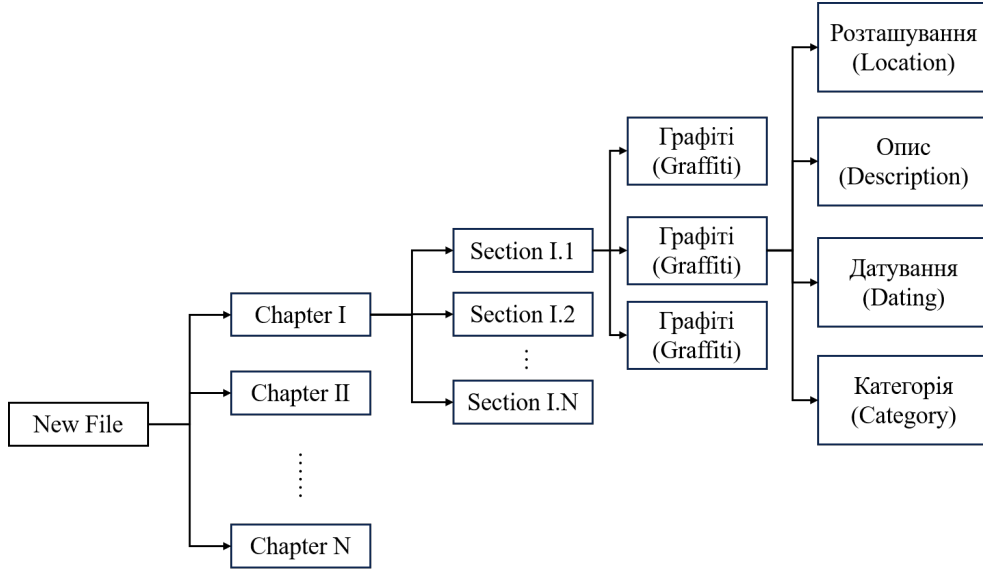 New File
Chapter I
Chapter II
Chapter N
Section I.1
Section I.2
Section I.N
Графіті
(Graffiti)
Графіті
(Graffiti)
Графіті
(Graffiti)
Розташування
(Location)
Опис
(Description)
Датування
(Dating)
Категорія
(Category)